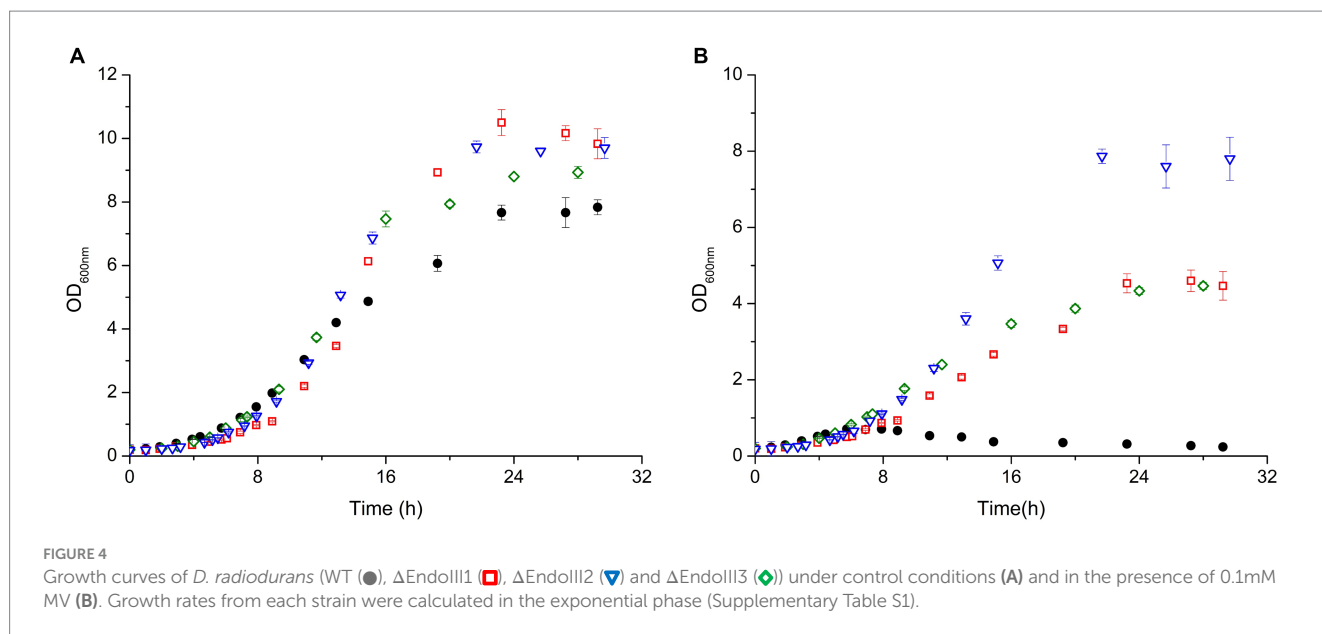 A
B
12
10
8
6
4
2
0
OD600nm
0 8 16 24 32
Time (h)
10
8
6
4
2
0
OD600nm
0 8 16 24 32
Time(h)
FIGURE 4
Growth curves of D. radiodurans (WT (●), ΔEndoIII1 (□), ΔEndoIII2 (▽) and ΔEndoIII3 (◇)) under control conditions (A) and in the presence of 0.1mM
MV (B). Growth rates from each strain were calculated in the exponential phase (Supplementary Table S1).